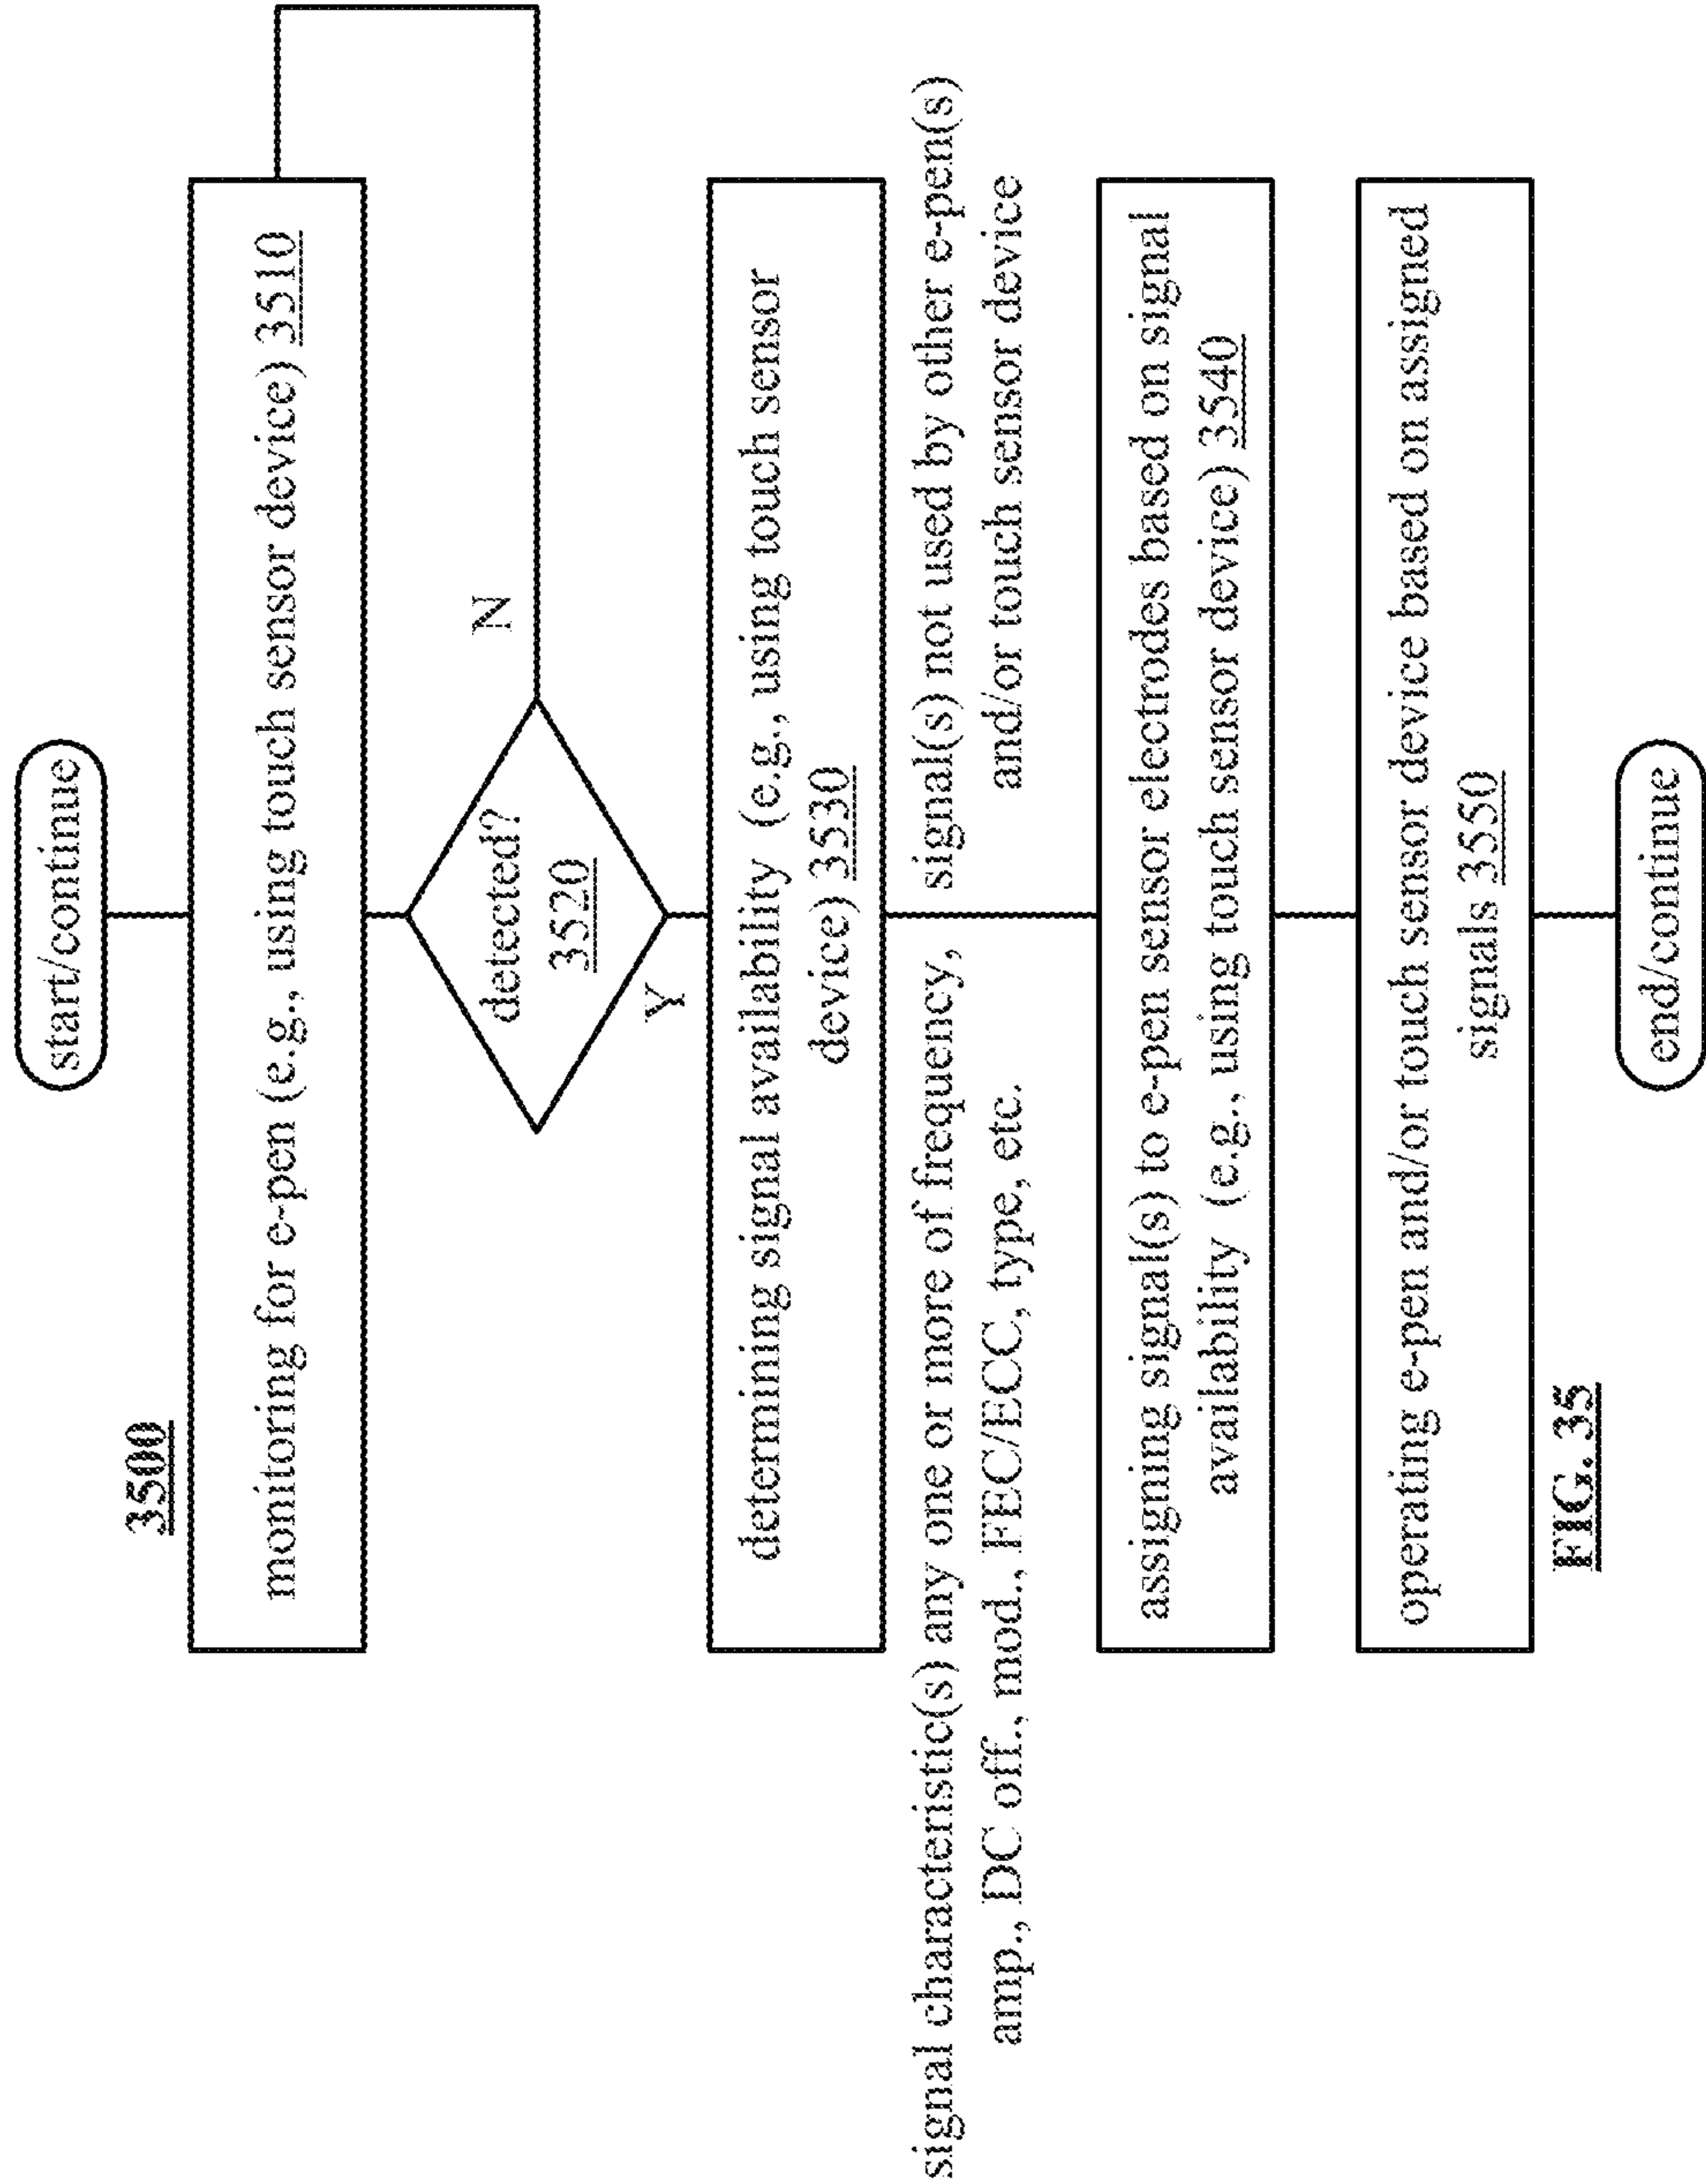 start/continue
3500
monitoring for e-pen (e.g., using touch sensor device) 3510
detected?
3520
N
Y
determining signal availability (e.g., using touch sensor
device) 3530
signal characteristic(s) any one or more of frequency,
amp., DC off., mod., FEC/ECC, type, etc.
signal(s) not used by other e-pen(s)
and/or touch sensor device
assigning signal(s) to e-pen sensor electrodes based on signal
availability (e.g., using touch sensor device) 3540
operating e-pen and/or touch sensor device based on assigned
signals 3550
FIG. 35
end/continue